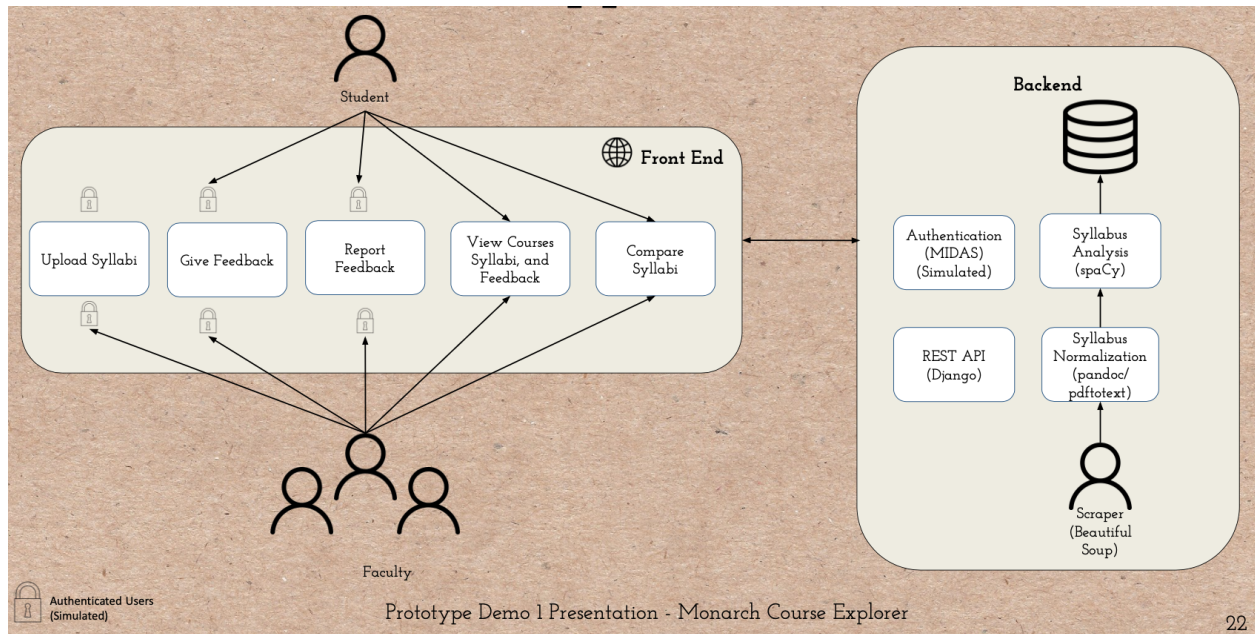 Student
Front End
Upload Syllabi
Give Feedback
Report
Feedback
View Courses
Syllabi, and
Feedback
Compare
Syllabi
Faculty
Backend
Authentication
(MIDAS)
(Simulated)
Syllabus
Analysis
(spaCy)
REST API
(Django)
Syllabus
Normalization
(pandoc/
pdftotext)
Scraper
(Beautiful
Soup)
Authenticated Users
(Simulated)
Prototype Demo 1 Presentation - Monarch Course Explorer
22